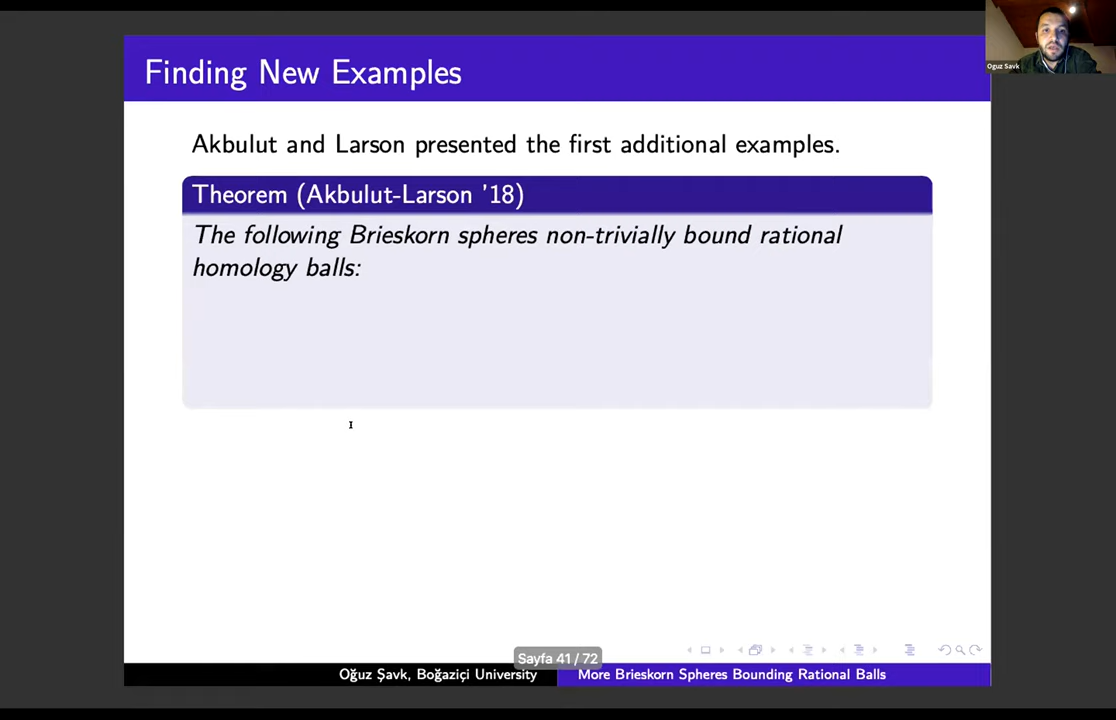 Finding New Examples
Oguz Savk
Akbulut and Larson presented the first additional examples.
Theorem (Akbulut-Larson '18)
The following Brieskorn spheres non-trivially bound rational
homology balls:
Sayfa 41 / 72
Oğuz Şavk, Boğaziçi University
More Brieskorn Spheres Bounding Rational Balls